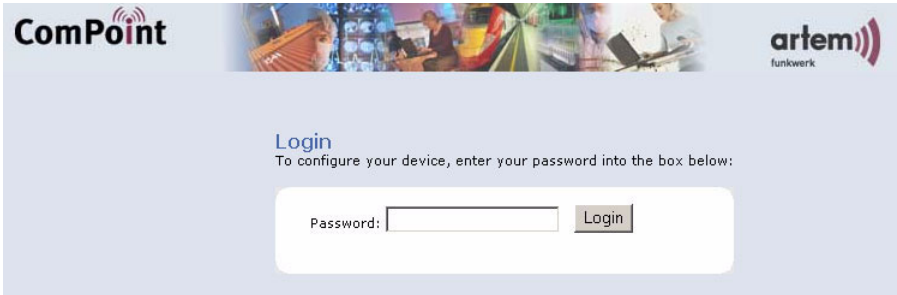 ComPoint
artem
funkwerk
Login
To configure your device, enter your password into the box below:
Password:
Login